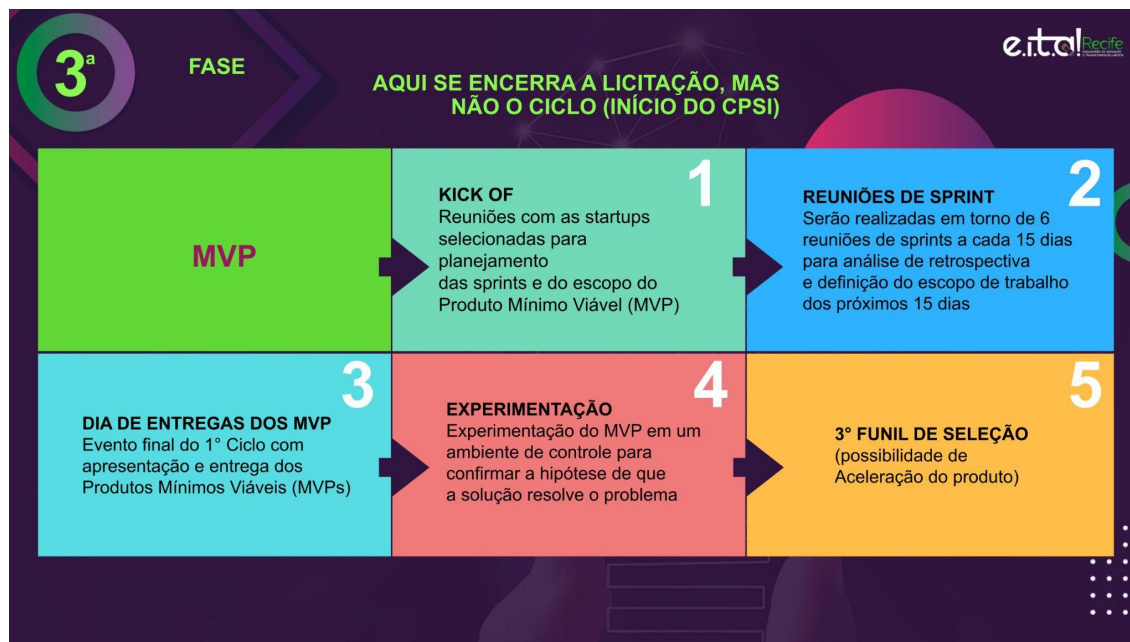 3ª
FASE
e.i.t.a! Recife
AQUI SE ENCERRA A LICITAÇÃO, MAS
NÃO O CICLO (INÍCIO DO CPSI)
MVP
1
KICK OF
Reuniões com as startups
selecionadas para
planejamento
das sprints e do escopo do
Produto Mínimo Viável (MVP)
2
REUNIÕES DE SPRINT
Serão realizadas em torno de 6
reuniões de sprints a cada 15 dias
para análise de retrospectiva
e definição do escopo de trabalho
dos próximos 15 dias
3
DIA DE ENTREGAS DOS MVP
Evento final do 1° Ciclo com
apresentação e entrega dos
Produtos Mínimos Viáveis (MVPs)
4
EXPERIMENTAÇÃO
Experimentação do MVP em um
ambiente de controle para
confirmar a hipótese de que
a solução resolve o problema
5
3° FUNIL DE SELEÇÃO
(possibilidade de
Aceleração do produto)